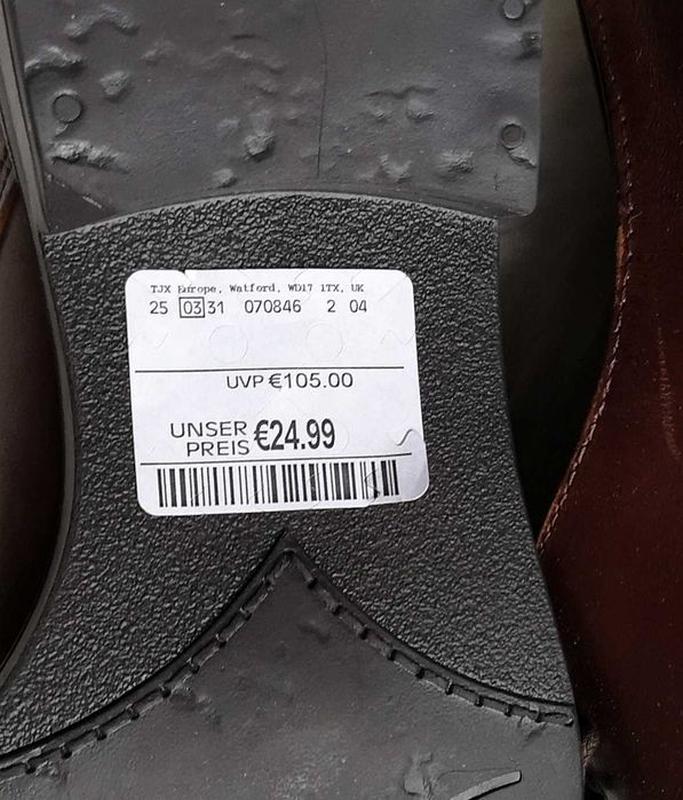 TJX Europe, Watford, WD17 1TX, UK
25 03 31 070846 2 04
UVP €105.00
UNSER PREIS €24.99